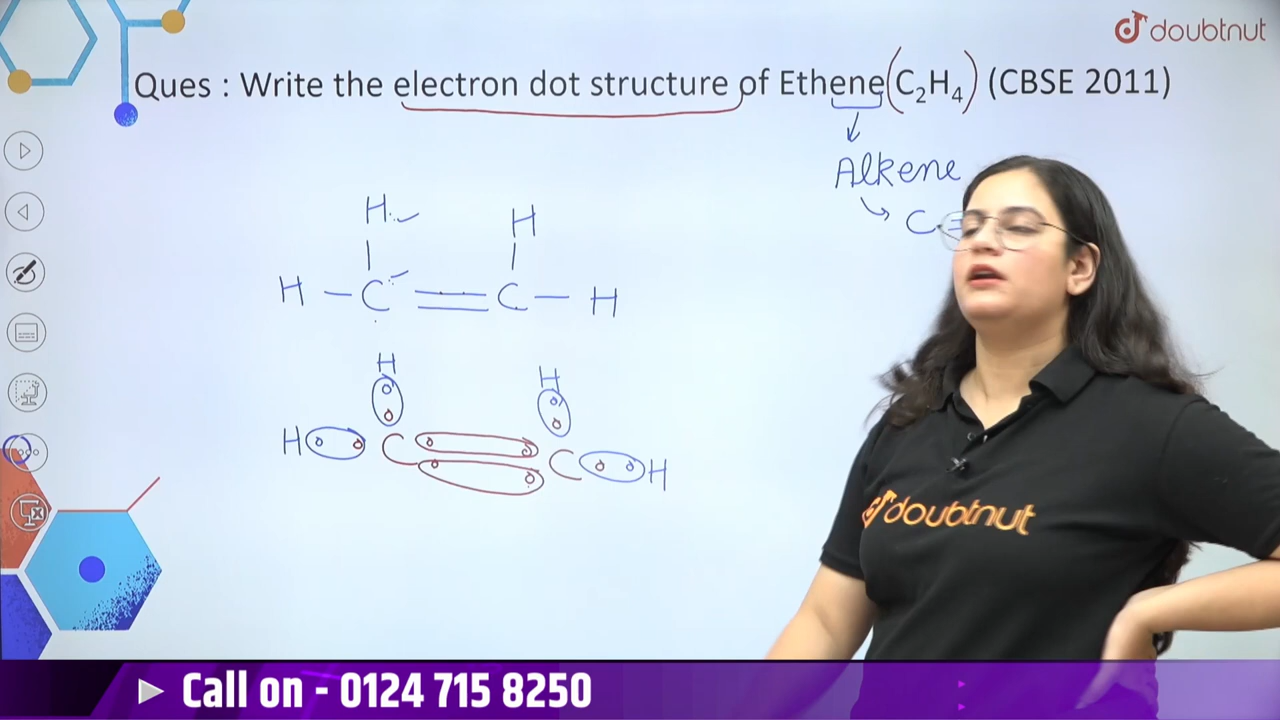 doubtnut
Ques : Write the electron dot structure of Ethene (C₂H₄) (CBSE 2011)
Alkene
C=
H H
H — C = C — H
H H
H C C H
doubtnut
Call on - 0124 715 8250